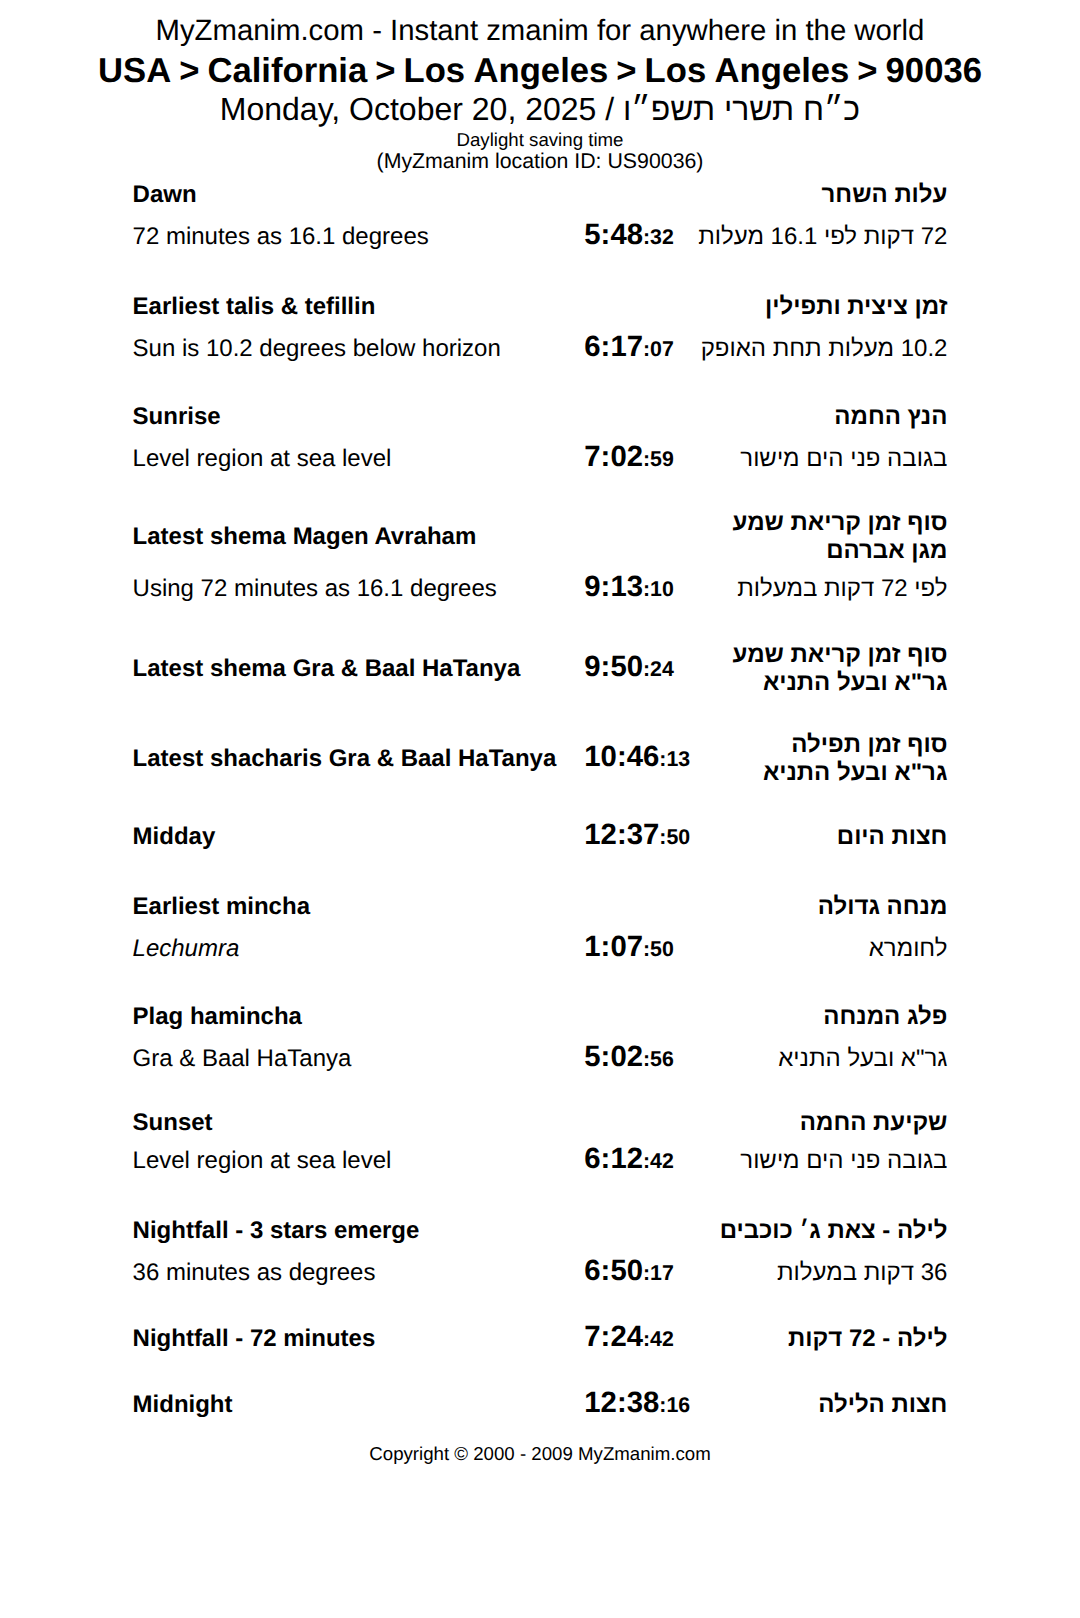 MyZmanim.com - Instant zmanim for anywhere in the world
USA > California > Los Angeles > Los Angeles > 90036
Monday, October 20, 2025 / כ״ח תשרי תשפ״ו
Daylight saving time
(MyZmanim location ID: US90036)
Dawn עלות השחר
72 minutes as 16.1 degrees 5:48:32 72 דקות לפי 16.1 מעלות
Earliest talis & tefillin זמן ציצית ותפילין
Sun is 10.2 degrees below horizon 6:17:07 10.2 מעלות תחת האופק
Sunrise הנץ החמה
Level region at sea level 7:02:59 בגובה פני הים מישור
Latest shema Magen Avraham סוף זמן קריאת שמע
מגן אברהם
Using 72 minutes as 16.1 degrees 9:13:10 לפי 72 דקות במעלות
Latest shema Gra & Baal HaTanya 9:50:24 סוף זמן קריאת שמע
גר"א ובעל התניא
Latest shacharis Gra & Baal HaTanya 10:46:13 סוף זמן תפילה
גר"א ובעל התניא
Midday 12:37:50 חצות היום
Earliest mincha מנחה גדולה
Lechumra 1:07:50 לחומרא
Plag hamincha פלג המנחה
Gra & Baal HaTanya 5:02:56 גר"א ובעל התניא
Sunset שקיעת החמה
Level region at sea level 6:12:42 בגובה פני הים מישור
Nightfall - 3 stars emerge לילה - צאת ג׳ כוכבים
36 minutes as degrees 6:50:17 36 דקות במעלות
Nightfall - 72 minutes 7:24:42 לילה - 72 דקות
Midnight 12:38:16 חצות הלילה
Copyright © 2000 - 2009 MyZmanim.com